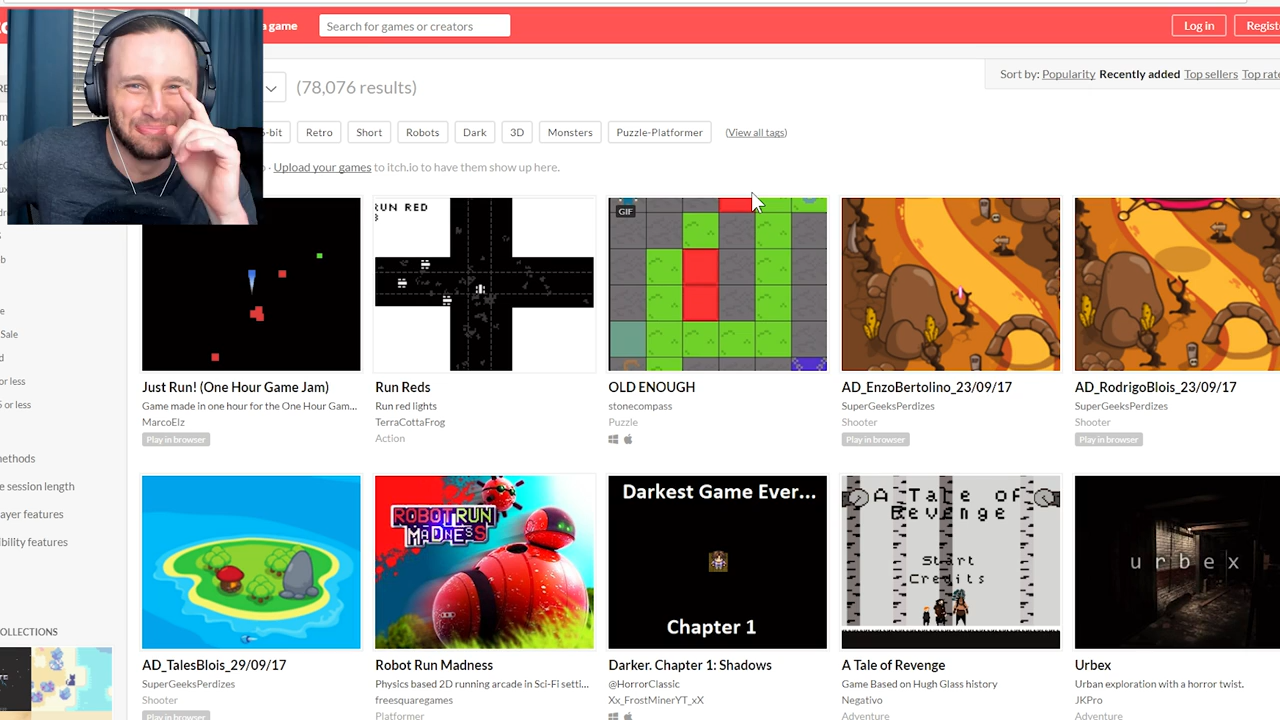 a game
Search for games or creators
Log in
Regist
(78,076 results)
Sort by: Popularity Recently added Top sellers Top rate
-bit
Retro
Short
Robots
Dark
3D
Monsters
Puzzle-Platformer
(View all tags)
· Upload your games to itch.io to have them show up here.
Sale
or less
5 or less
methods
e session length
ayer features
ibility features
OLLECTIONS
RUN RED
GIF
Just Run! (One Hour Game Jam)
Game made in one hour for the One Hour Gam...
MarcoElz
Play in browser
Run Reds
Run red lights
TerraCottaFrog
Action
OLD ENOUGH
stonecompass
Puzzle
AD_EnzoBertolino_23/09/17
SuperGeeksPerdizes
Shooter
Play in browser
AD_RodrigoBlois_23/09/17
SuperGeeksPerdizes
Shooter
Play in browser
ROBOT RUN
MADNESS
Darkest Game Ever...
Chapter 1
A Tale of
Revenge
Start
Credits
urbex
AD_TalesBlois_29/09/17
SuperGeeksPerdizes
Shooter
Play in browser
Robot Run Madness
Physics based 2D running arcade in Sci-Fi setti...
freesquaregames
Platformer
Darker. Chapter 1: Shadows
@HorrorClassic
Xx_FrostMinerYT_xX
A Tale of Revenge
Game Based on Hugh Glass history
Negativo
Adventure
Urbex
Urban exploration with a horror twist.
JKPro
Adventure